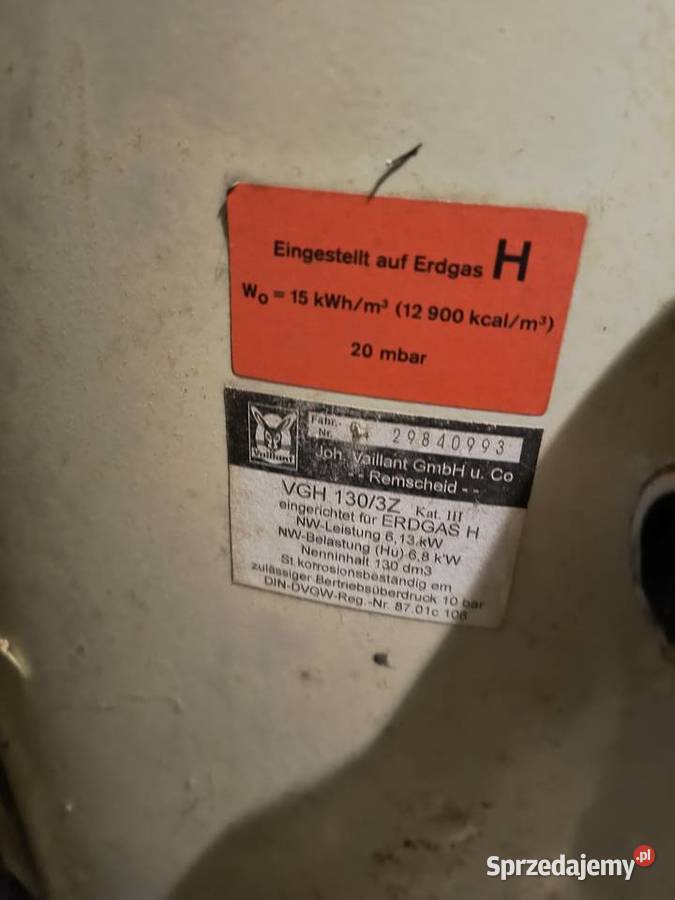 Eingestellt auf Erdgas H
Wo = 15 kWh/m³ (12 900 kcal/m³)
20 mbar
Vaillant
Fabr.-
Nr. 29840993
Joh. Vaillant GmbH u. Co
- - Remscheid - -
VGH 130/3Z Kat. III
eingerichtet für ERDGAS H
NW-Leistung 6,13 kW
NW-Belastung (Hu) 6,8 kW
Nenninhalt 130 dm3
St.korrosionsbeständig em
zulässiger Bertriebsüberdruck 10 bar
DIN-DVGW-Reg.-Nr. 87.01c 106
Sprzedajemy.pl